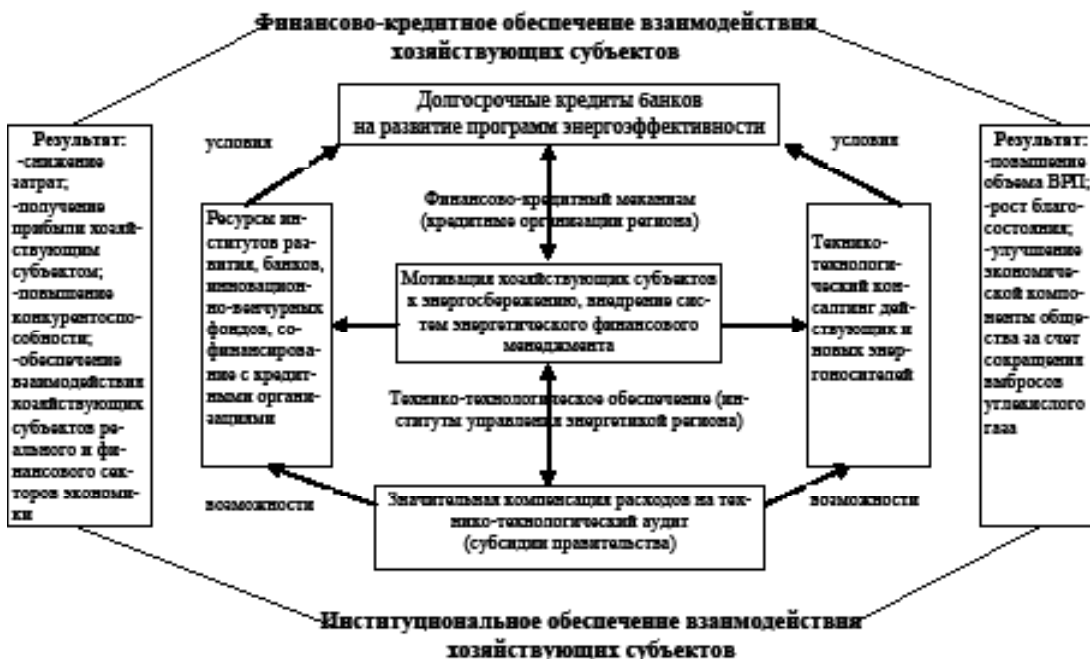 Финансово-кредитное обеспечение взаимодействия
хозяйствующих субъектов
Долгосрочные кредиты банков
на развитие программ энергоэффективности
Результат:
-снижение
затрат;
-получение
прибыли хозяй-
ствующим
субъектом;
-повышение
конкурентоспо-
собности;
-обеспечение
взаимодействия
хозяйствующих
субъектов ре-
ального и фи-
нансового сек-
торов экономи-
ки
условия
условия
Ресурсы ин-
ститутов раз-
вития, банков,
инновацион-
но-венчурных
фондов, со-
финансирова-
ние с кредит-
ными органи-
зациями
Финансово-кредитный механизм
(кредитные организации региона)
Мотивация хозяйствующих субъектов
к энергосбережению, внедрение сис-
тем энергетического финансового
менеджмента
Технико-технологическое обеспечение (ин-
ституты управления энергетикой региона)
Технико-
технологи-
ческий кон-
салтинг дей-
ствующих и
новых энер-
гоносителей
Результат:
-повышение
объема ВРП;
-рост благо-
состояния;
-улучшение
экономиче-
ской компо-
ненты обще-
ства за счет
сокращения
выбросов
углекислого
газа
возможности
возможности
Значительная компенсация расходов на тех-
нико-технологический аудит
(субсидии правительства)
Институциональное обеспечение взаимодействия
хозяйствующих субъектов